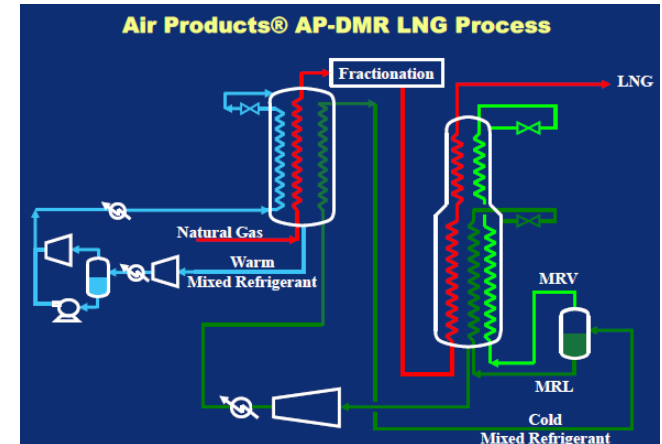 Air Products® AP-DMR LNG Process
Fractionation
LNG
Natural Gas
Warm
Mixed Refrigerant
MRV
MRL
Cold
Mixed Refrigerant